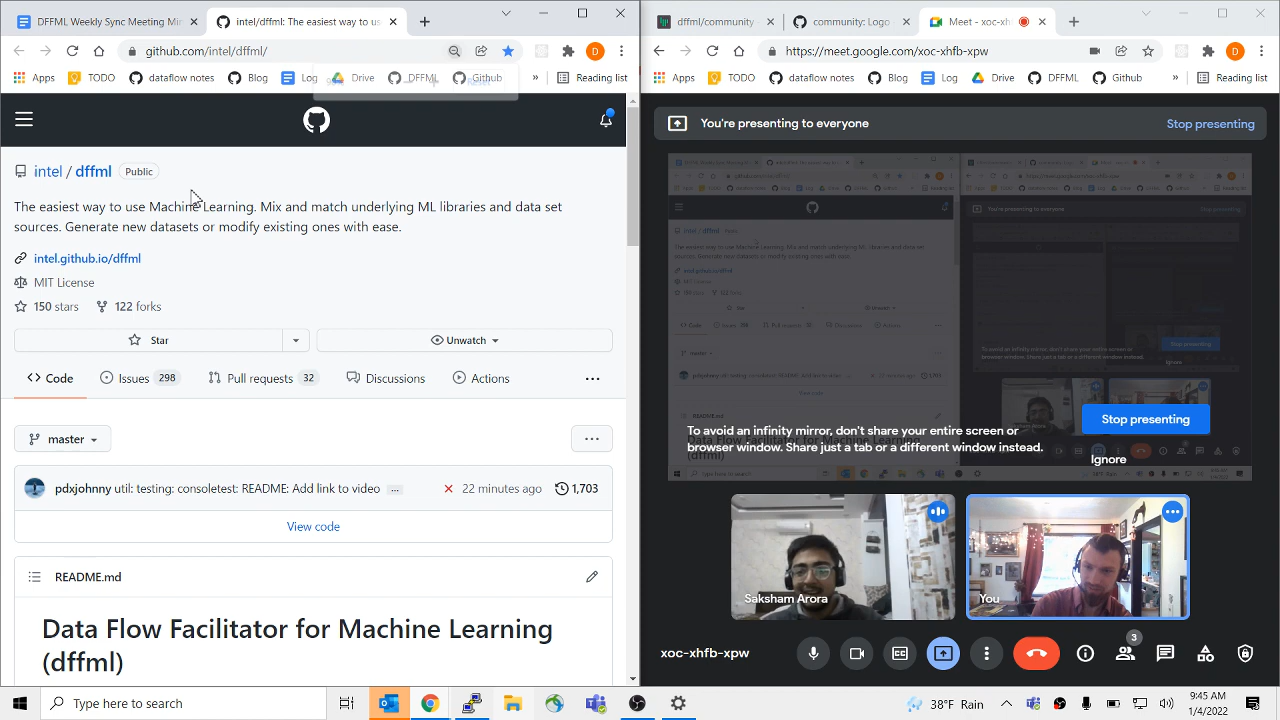 DFFML Weekly Sync Meeting Min
intel/dffml: The easiest way to us
github.com/intel/dffml/
Apps
TODO
dataflow notes
Blog
Log
Drive
DFFML
Github
»
Reading list
intel / dffml
Public
The easiest way to use Machine Learning. Mix and match underlying ML libraries and data set
sources. Generate new datasets or modify existing ones with ease.
intel.github.io/dffml
MIT License
150 stars
122 forks
Star
Unwatch
Code
Issues 298
Pull requests 32
Discussions
Actions
master
pdxjohnny util: testing: consoletest: README: Add link to video
22 minutes ago
1,703
View code
README.md
Data Flow Facilitator for Machine Learning
(dffml)
dffml/community
community: Logo
Meet - xoc-xh
https://meet.google.com/xoc-xhfb-xpw
D
Apps
TODO
dataflow notes
Blog
Log
Drive
DFFML
Github
»
Reading list
You're presenting to everyone
Stop presenting
To avoid an infinity mirror, don't share your entire screen or
browser window. Share just a tab or a different window instead.
Stop presenting
Ignore
Saksham Arora
You
xoc-xhfb-xpw
3
Type here to search
38°F Rain
9:45 AM
1/4/2022